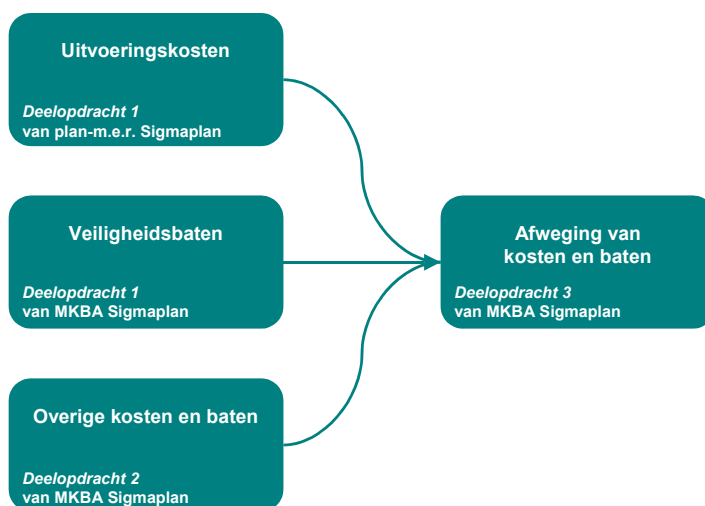 Uitvoeringskosten
Deelopdracht 1
van plan-m.e.r. Sigmaplan
Veiligheidsbaten
Deelopdracht 1
van MKBA Sigmaplan
Overige kosten en baten
Deelopdracht 2
van MKBA Sigmaplan
Afweging van
kosten en baten
Deelopdracht 3
van MKBA Sigmaplan